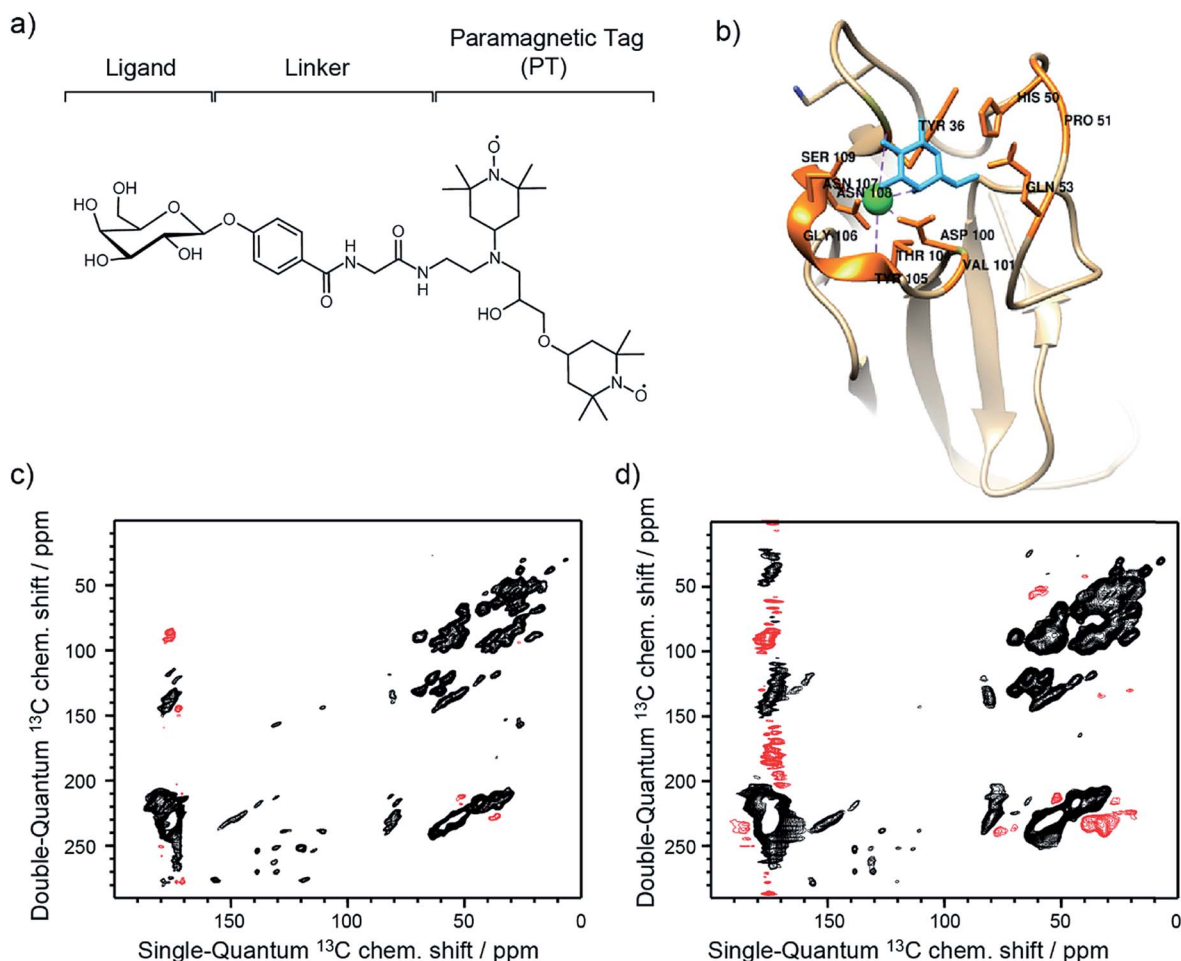 a)
Paramagnetic Tag
(PT)
Ligand
Linker
O•
N
OH
OH
HO
O
O
OH
O
N
H
O
N
H
N
HO
O
N
O•
b)
HIS 50
TYR 36
PRO 51
SER 109
ASN 107
ASN 108
GLN 53
GLY 106
ASP 100
THR 104
VAL 101
TYR 105
c)
Double-Quantum ¹³C chem. shift / ppm
50
100
150
200
250
150
100
50
0
Single-Quantum ¹³C chem. shift / ppm
d)
Double-Quantum ¹³C chem. shift / ppm
50
100
150
200
250
150
100
50
0
Single-Quantum ¹³C chem. shift / ppm